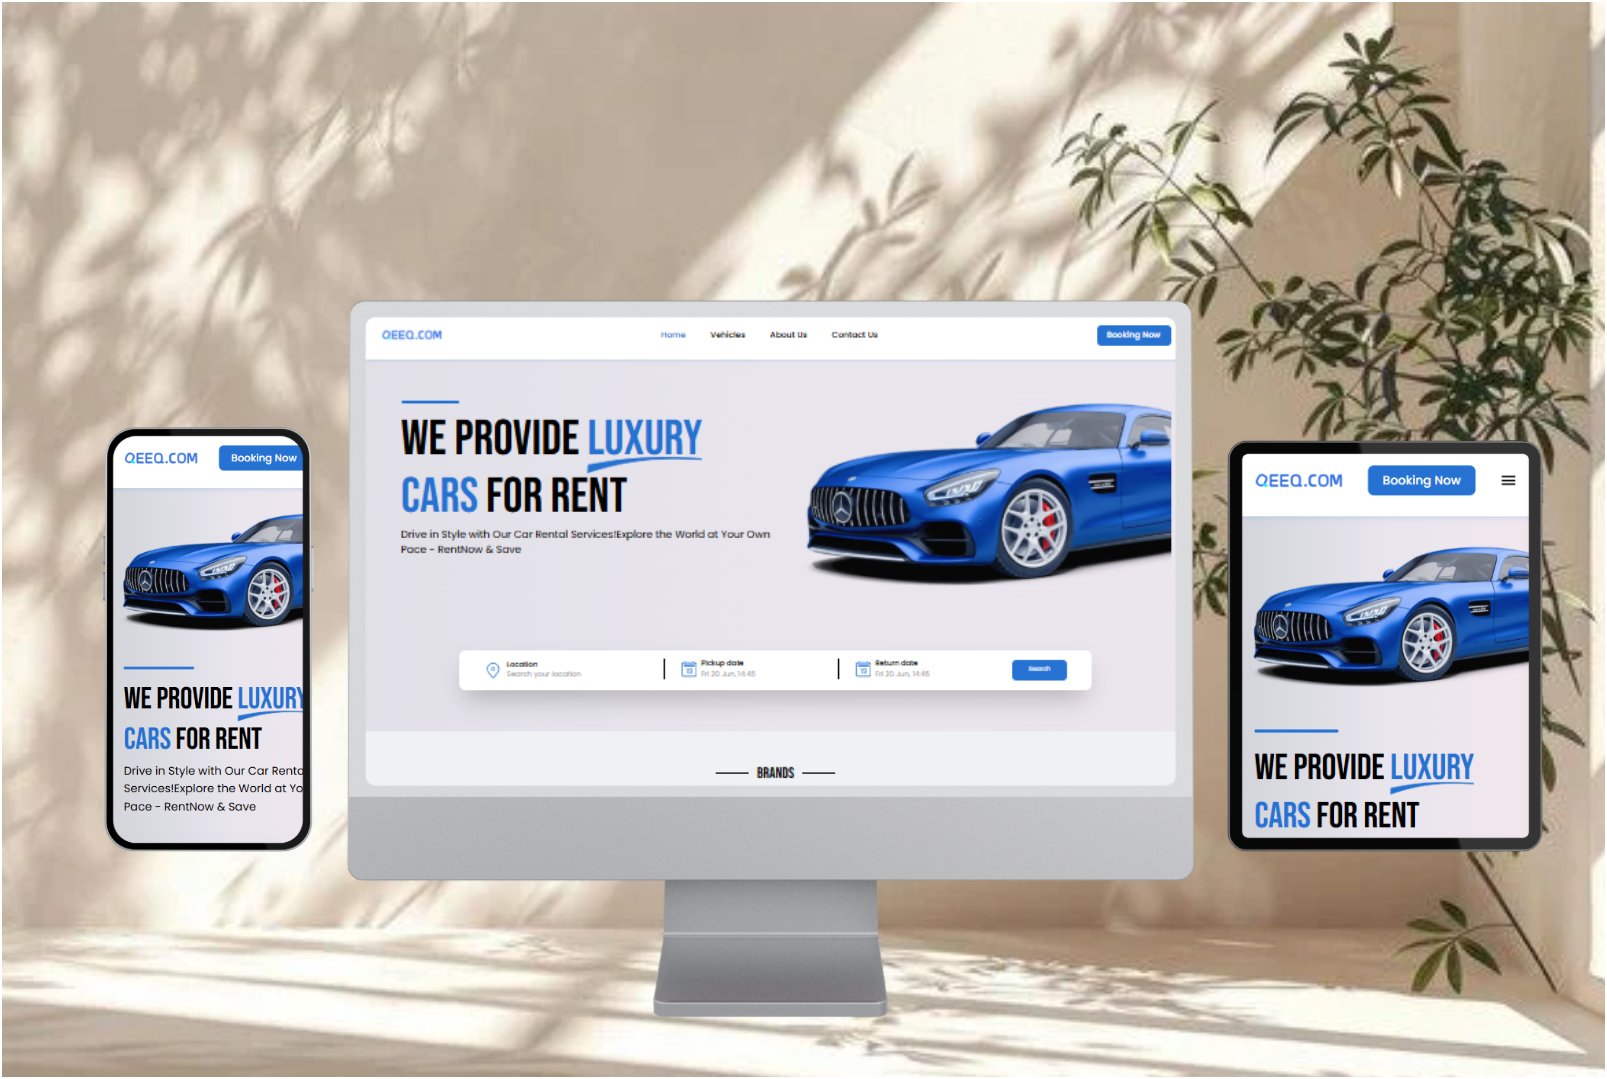 QEEQ.COM
Home Vehicles About Us Contact Us
Booking Now
WE PROVIDE LUXURY
CARS FOR RENT
Drive in Style with Our Car Rental Services!Explore the World at Your Own
Pace - RentNow & Save
Location
Search your location
Pickup date
Fri 20 Jun, 14:45
Return date
Fri 20 Jun, 14:45
Search
BRANDS
QEEQ.COM
Booking Now
WE PROVIDE LUXURY
CARS FOR RENT
Drive in Style with Our Car Renta
Services!Explore the World at Yo
Pace - RentNow & Save
QEEQ.COM
Booking Now
WE PROVIDE LUXURY
CARS FOR RENT